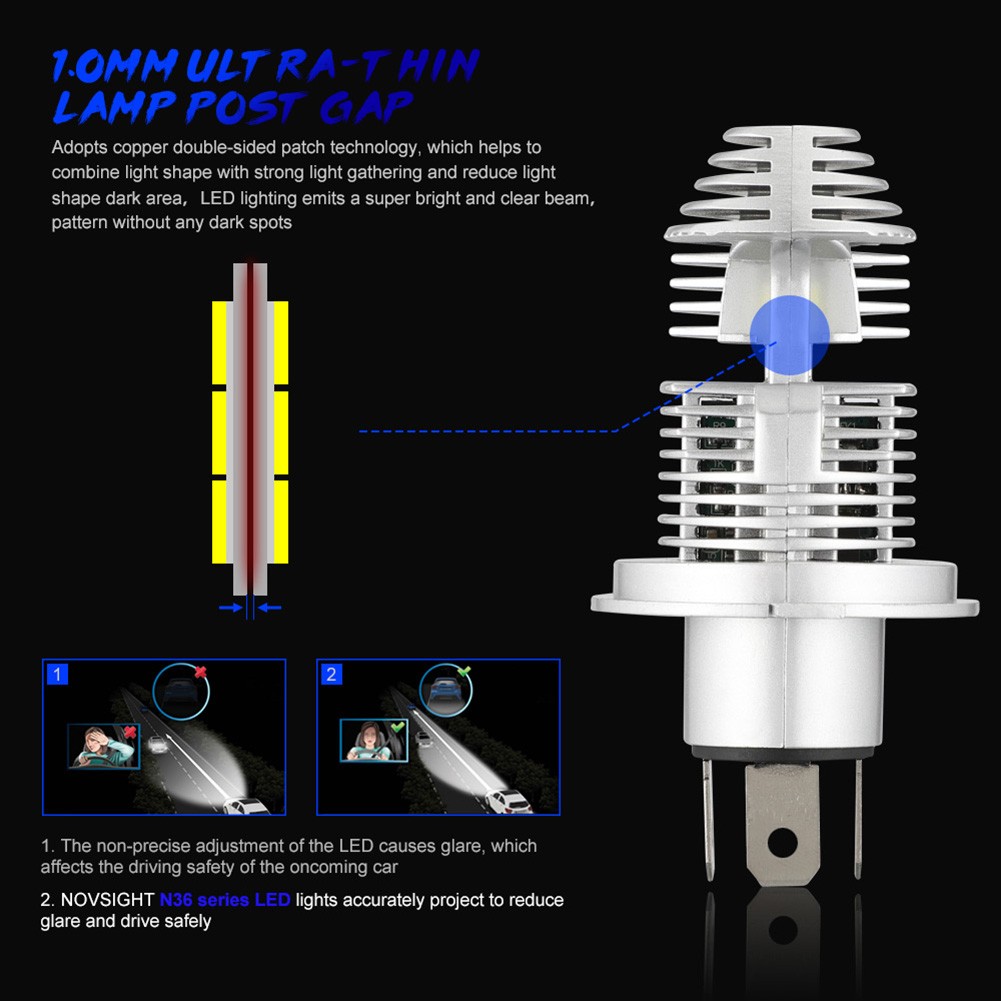 1.0MM ULTRA-THIN
LAMP POST GAP
Adopts copper double-sided patch technology, which helps to
combine light shape with strong light gathering and reduce light
shape dark area, LED lighting emits a super bright and clear beam,
pattern without any dark spots
1
2
1. The non-precise adjustment of the LED causes glare, which
affects the driving safety of the oncoming car
2. NOVSIGHT N36 series LED lights accurately project to reduce
glare and drive safely